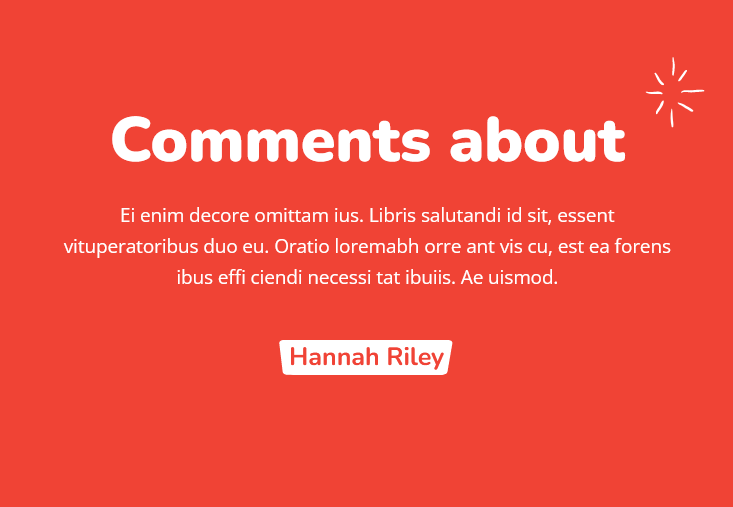 Comments about
Ei enim decore omittam ius. Libris salutandi id sit, essent
vituperatoribus duo eu. Oratio loremabh orre ant vis cu, est ea forens
ibus effi ciendi necessi tat ibuiis. Ae uismod.
Hannah Riley